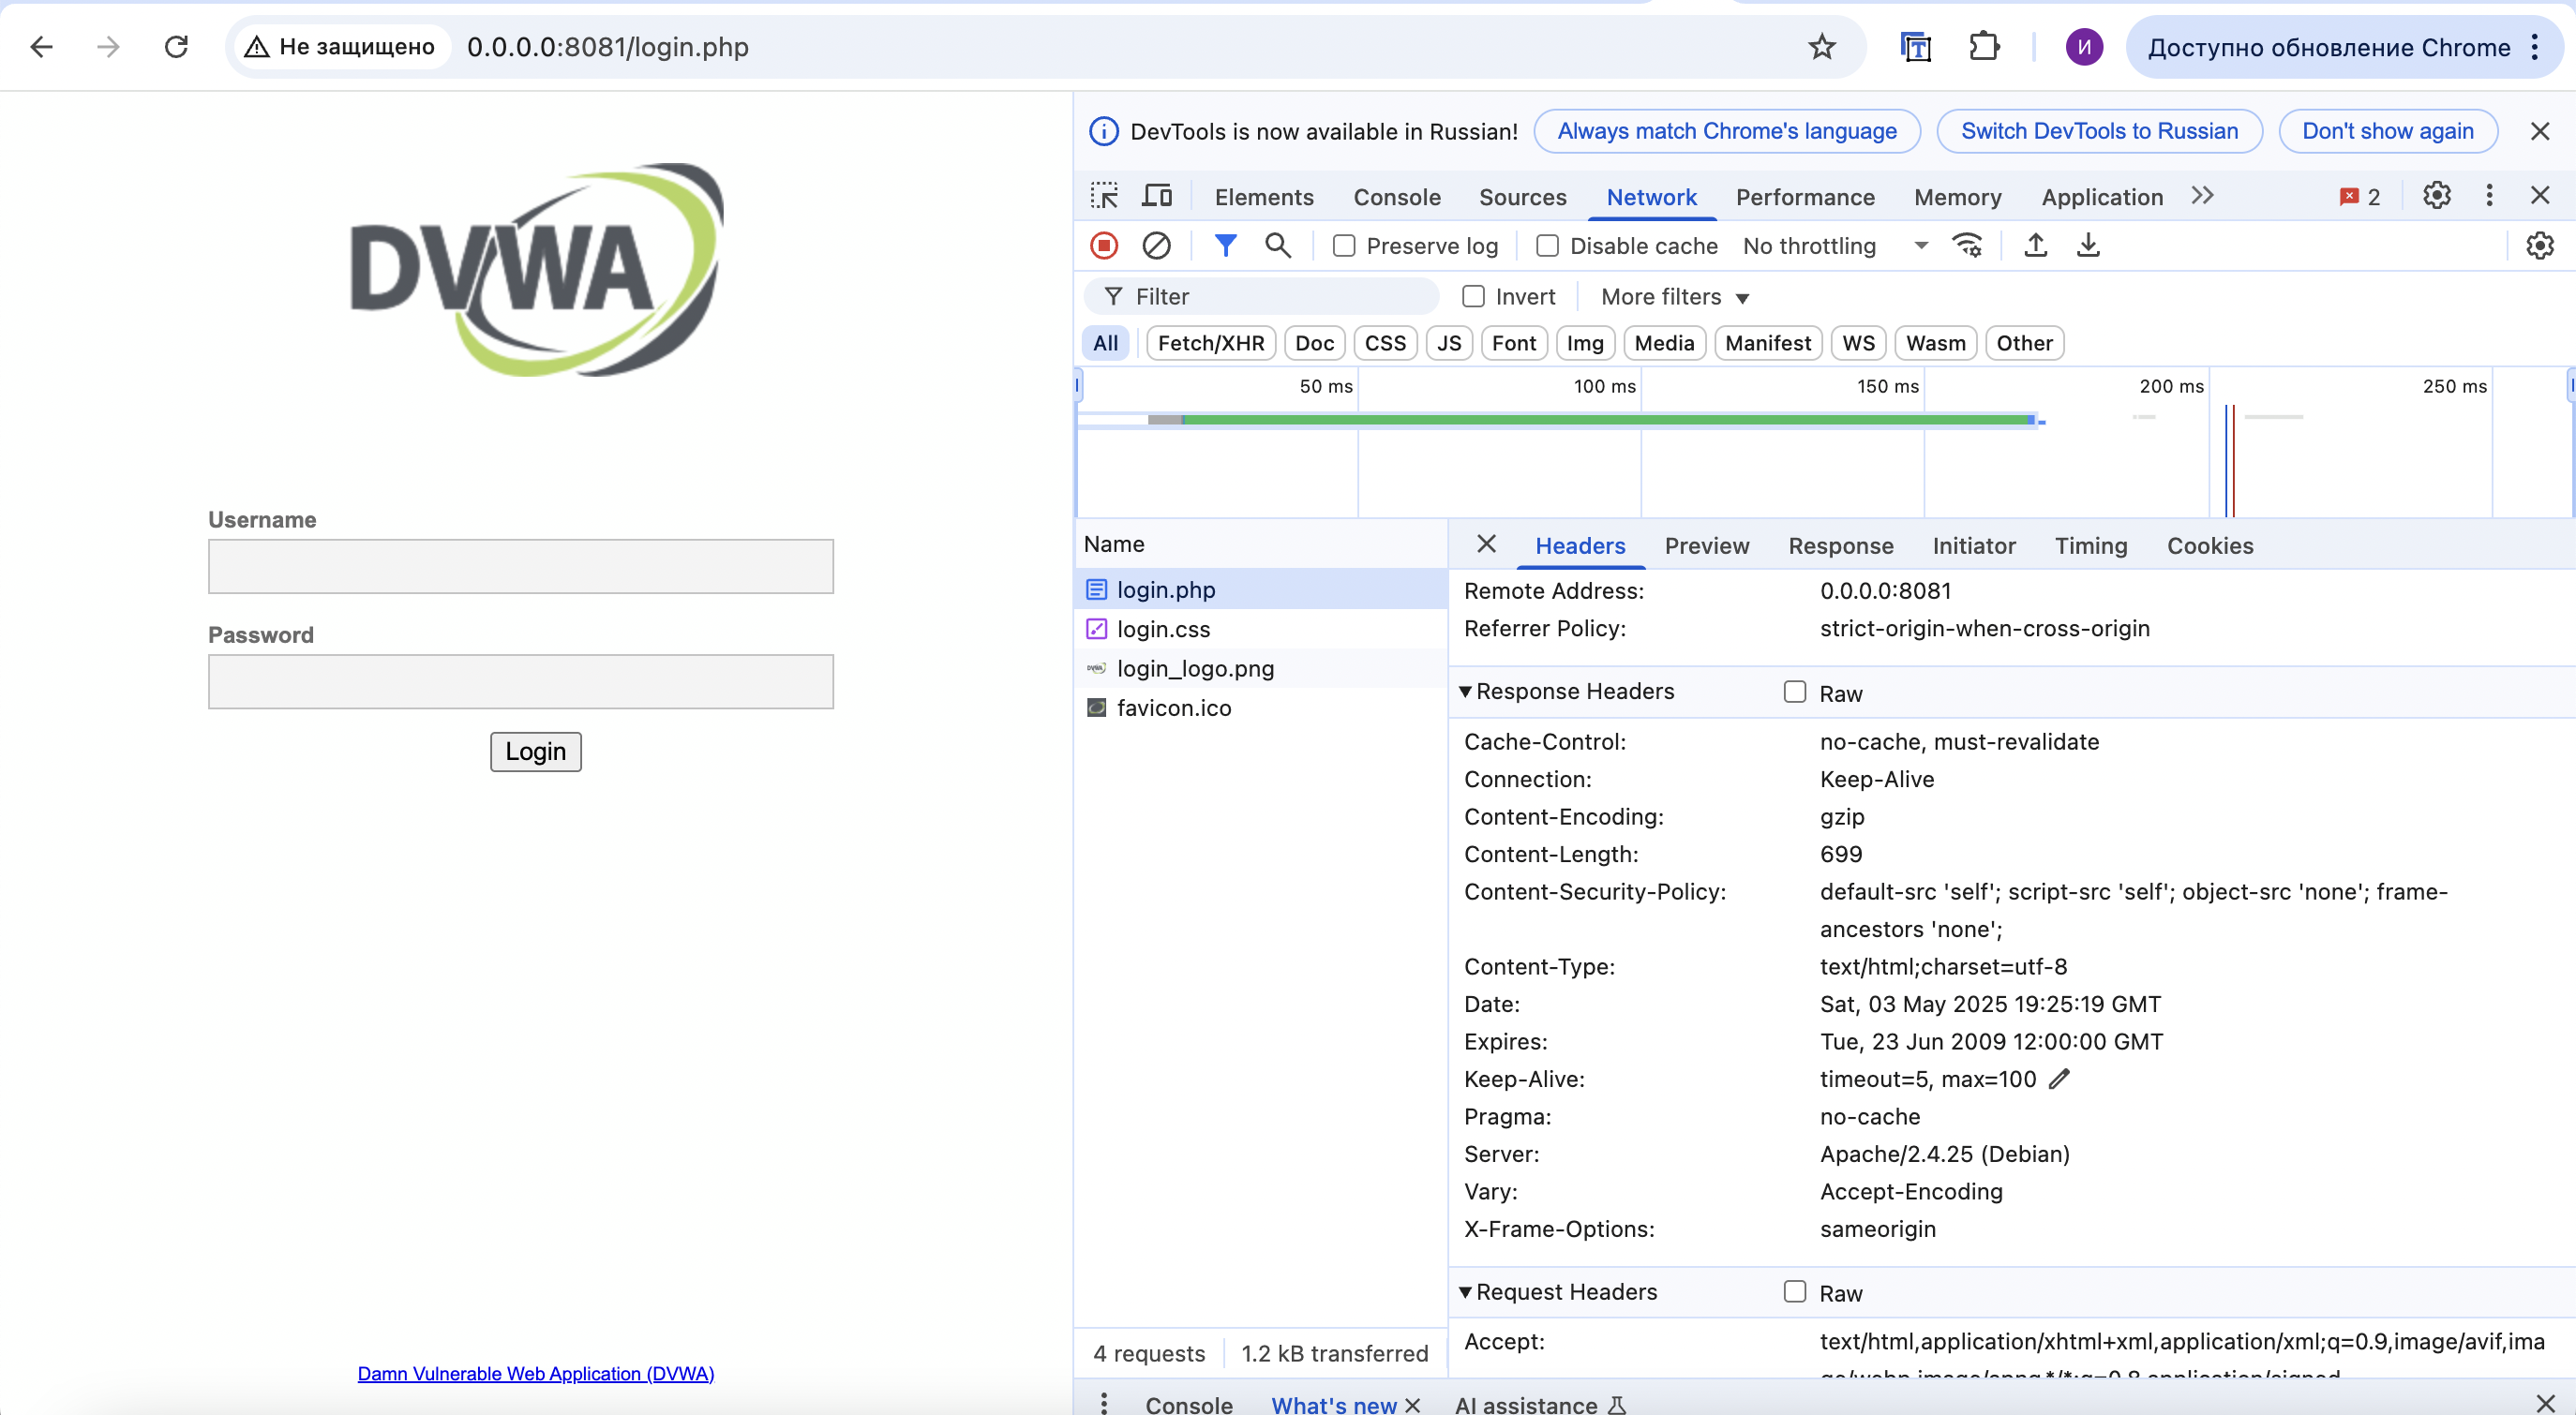 Не защищено
0.0.0.0:8081/login.php
И
Доступно обновление Chrome
DVWA
Username
Password
Login
Damn Vulnerable Web Application (DVWA)
DevTools is now available in Russian!
Always match Chrome's language
Switch DevTools to Russian
Don't show again
Elements
Console
Sources
Network
Performance
Memory
Application
2
Preserve log
Disable cache
No throttling
Filter
Invert
More filters
All
Fetch/XHR
Doc
CSS
JS
Font
Img
Media
Manifest
WS
Wasm
Other
50 ms
100 ms
150 ms
200 ms
250 ms
Name
login.php
login.css
login_logo.png
favicon.ico
4 requests
1.2 kB transferred
Headers
Preview
Response
Initiator
Timing
Cookies
Remote Address: 0.0.0.0:8081
Referrer Policy: strict-origin-when-cross-origin
Response Headers
Raw
Cache-Control: no-cache, must-revalidate
Connection: Keep-Alive
Content-Encoding: gzip
Content-Length: 699
Content-Security-Policy: default-src 'self'; script-src 'self'; object-src 'none'; frame-
ancestors 'none';
Content-Type: text/html;charset=utf-8
Date: Sat, 03 May 2025 19:25:19 GMT
Expires: Tue, 23 Jun 2009 12:00:00 GMT
Keep-Alive: timeout=5, max=100
Pragma: no-cache
Server: Apache/2.4.25 (Debian)
Vary: Accept-Encoding
X-Frame-Options: sameorigin
Request Headers
Raw
Accept: text/html,application/xhtml+xml,application/xml;q=0.9,image/avif,ima
Console
What's new
AI assistance